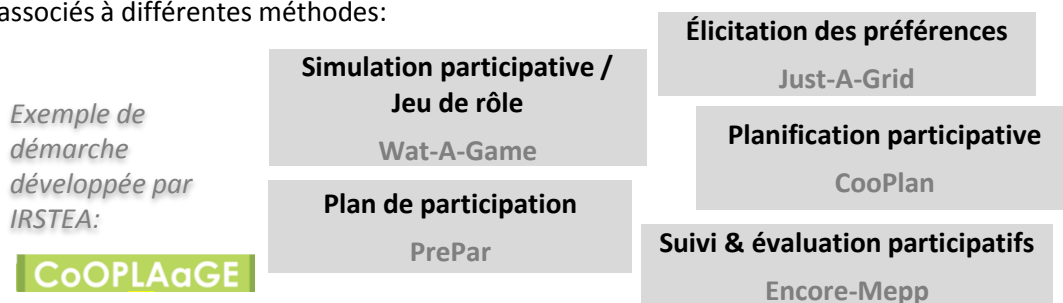 associés à différentes méthodes:
Exemple de
démarche
développée par
IRSTEA:
CoOPLAaGE
Simulation participative /
Jeu de rôle
Wat-A-Game
Plan de participation
PrePar
Élicitation des préférences
Just-A-Grid
Planification participative
CooPlan
Suivi & évaluation participatifs
Encore-Mepp